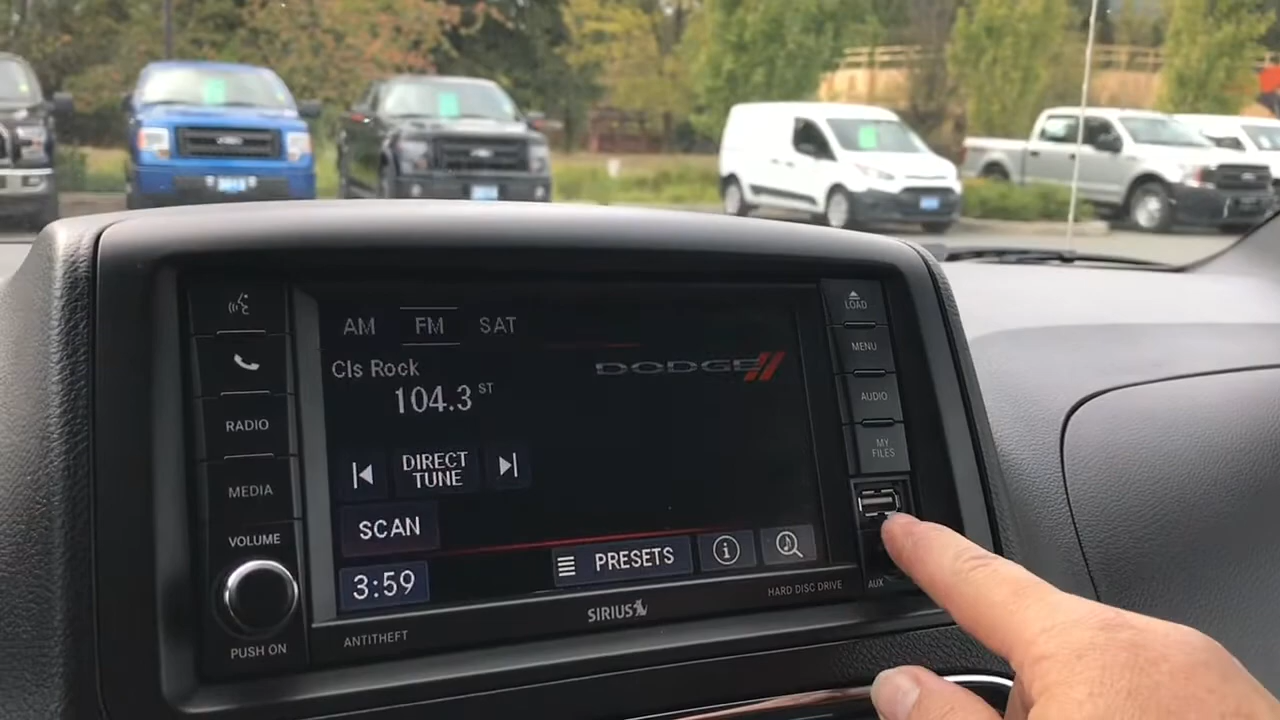 AM FM SAT
Cls Rock
104.3 ST
DODGE
DIRECT
TUNE
SCAN
PRESETS
3:59
RADIO
MEDIA
VOLUME
PUSH ON
ANTITHEFT
SIRIUS
HARD DISC DRIVE
LOAD
MENU
AUDIO
MY
FILES
AUX